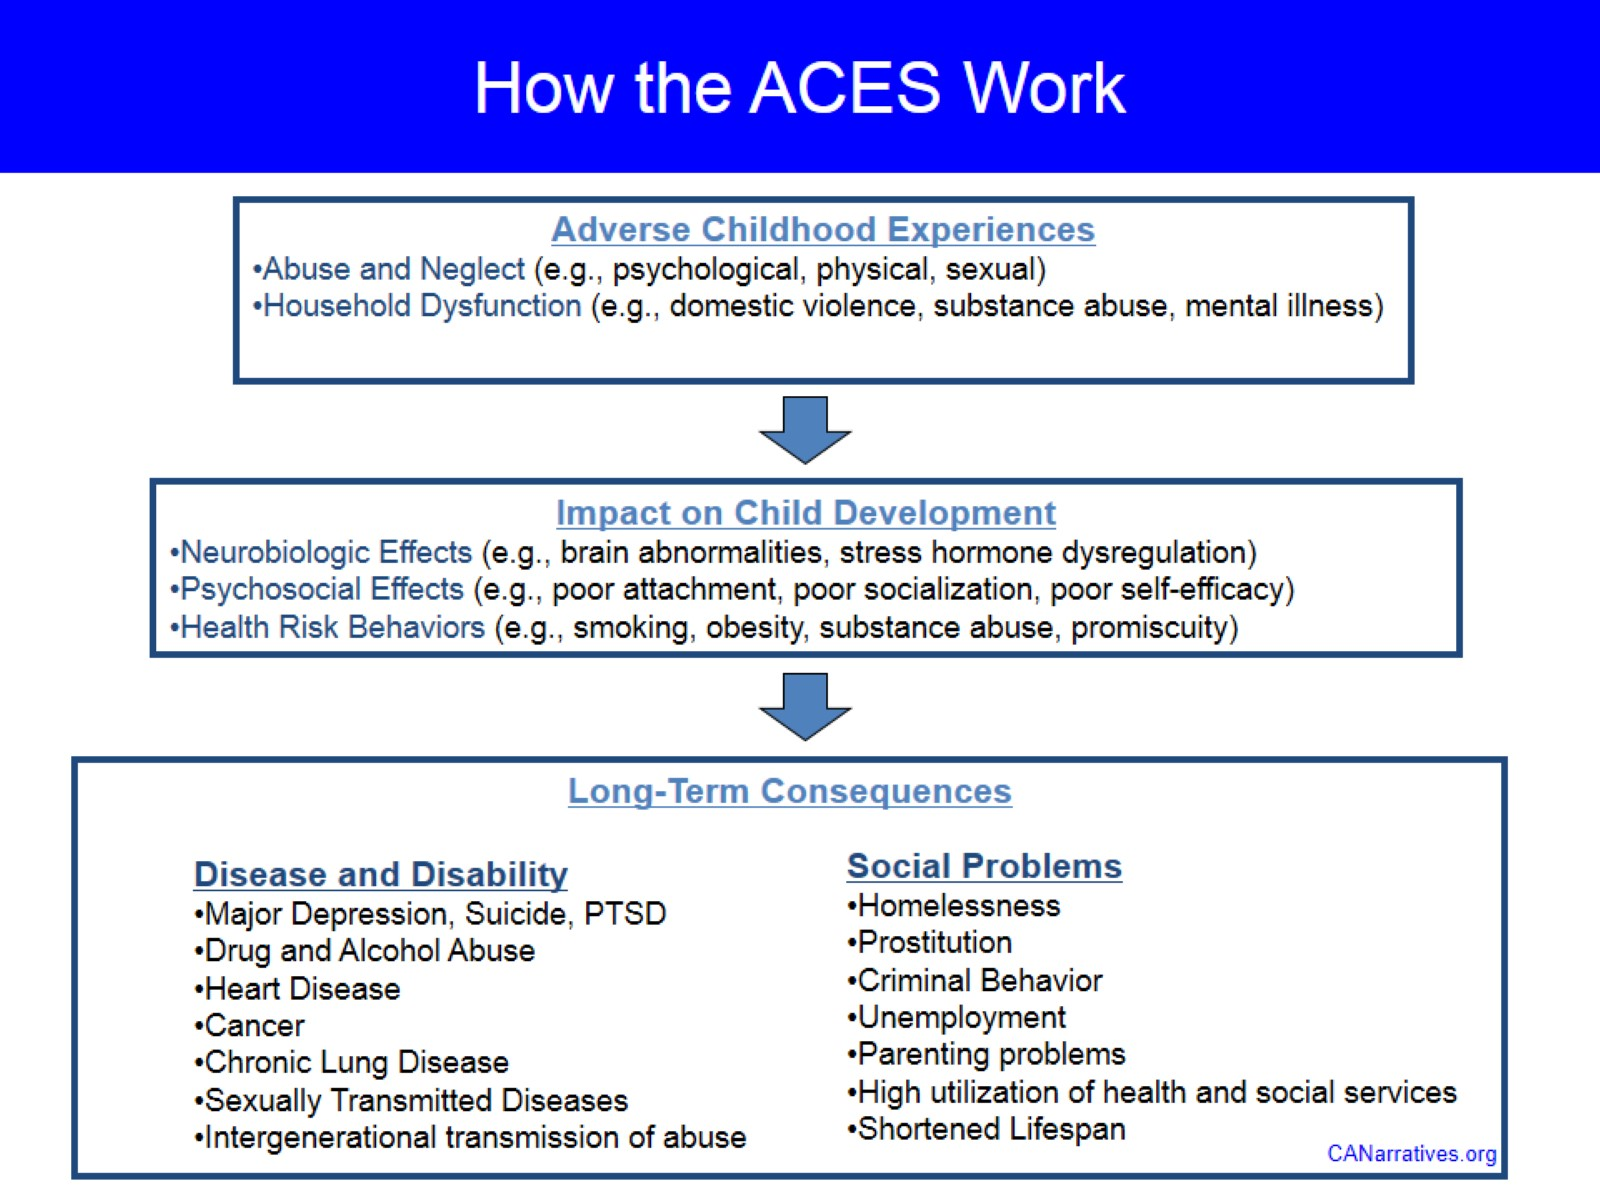 How the ACES Work
Adverse Childhood Experiences
•Abuse and Neglect (e.g., psychological, physical, sexual)
•Household Dysfunction (e.g., domestic violence, substance abuse, mental illness)
Impact on Child Development
•Neurobiologic Effects (e.g., brain abnormalities, stress hormone dysregulation)
•Psychosocial Effects (e.g., poor attachment, poor socialization, poor self-efficacy)
•Health Risk Behaviors (e.g., smoking, obesity, substance abuse, promiscuity)
Long-Term Consequences
Disease and Disability
•Major Depression, Suicide, PTSD
•Drug and Alcohol Abuse
•Heart Disease
•Cancer
•Chronic Lung Disease
•Sexually Transmitted Diseases
•Intergenerational transmission of abuse
Social Problems
•Homelessness
•Prostitution
•Criminal Behavior
•Unemployment
•Parenting problems
•High utilization of health and social services
•Shortened Lifespan
CANarratives.org